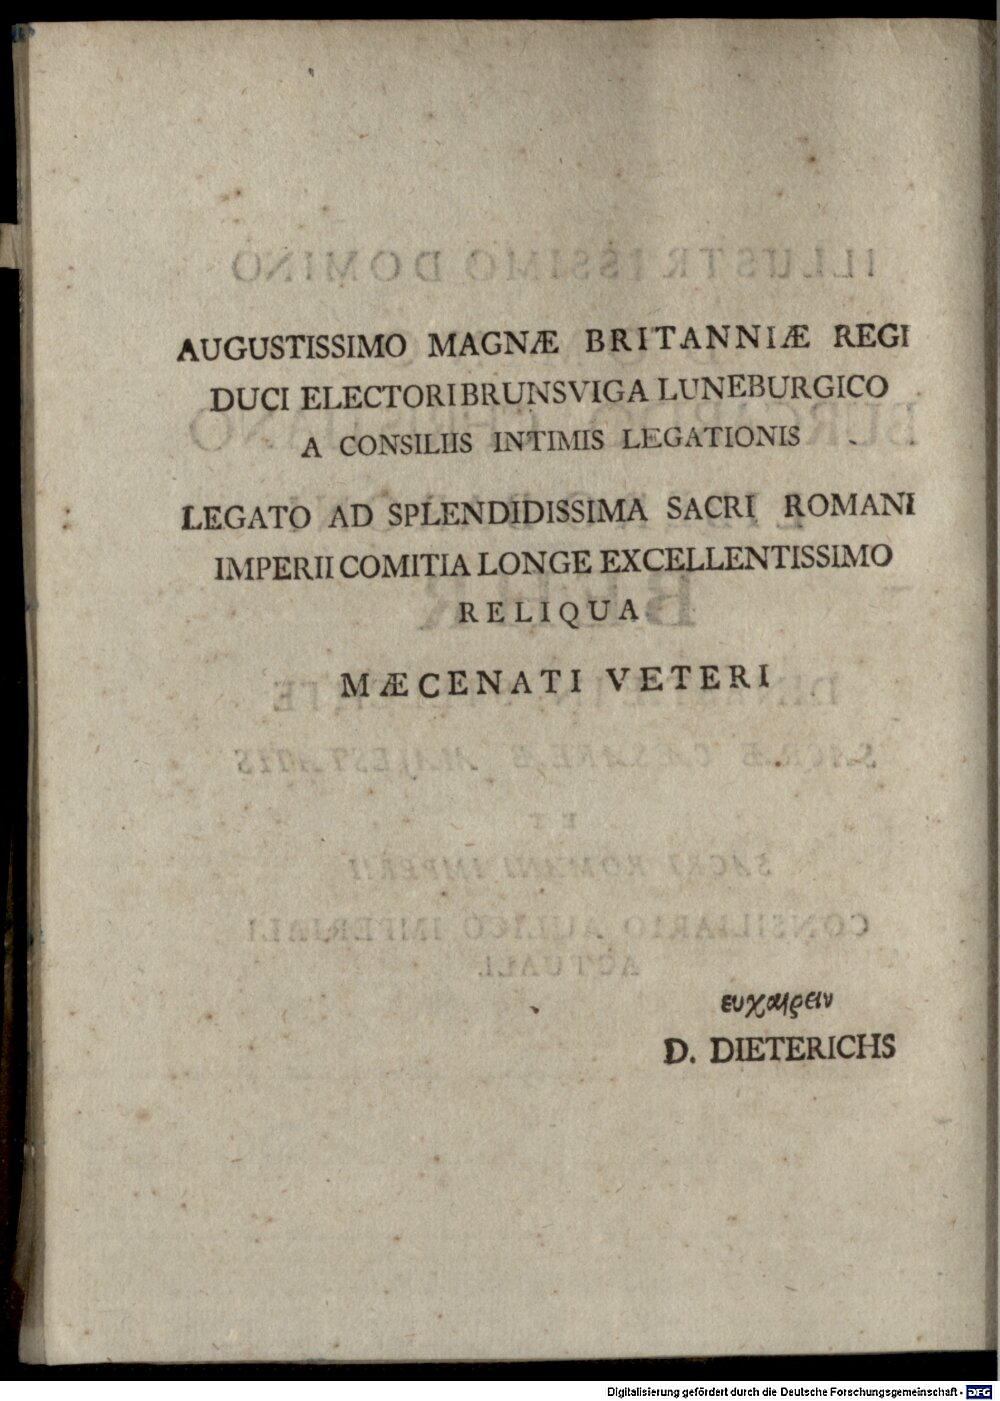 AUGUSTISSIMO MAGNÆ BRITANNIÆ REGI
DUCI ELECTORI BRUNSVIGA LUNEBURGICO
A CONSILIIS INTIMIS LEGATIONIS
LEGATO AD SPLENDIDISSIMA SACRI ROMANI
IMPERII COMITIA LONGE EXCELLENTISSIMO
RELIQUA
MÆCENATI VETERI
ευχαιρειν
D. DIETERICHS
Digitalisierung gefördert durch die Deutsche Forschungsgemeinschaft - DFG